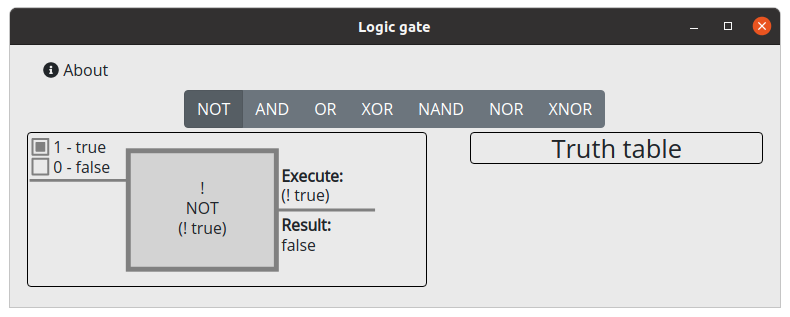 Logic gate
About
NOT AND OR XOR NAND NOR XNOR
1 - true
0 - false
!
NOT
(! true)
Execute:
(! true)
Result:
false
Truth table